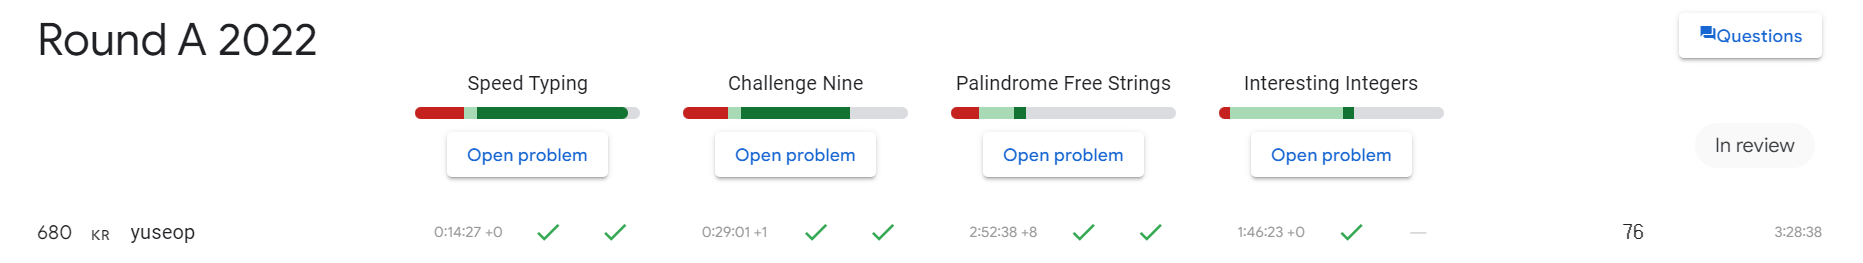 Round A 2022
Questions
Speed Typing Challenge Nine Palindrome Free Strings Interesting Integers
Open problem Open problem Open problem Open problem
In review
680 KR yuseop 0:14:27 +0 0:29:01 +1 2:52:38 +8 1:46:23 +0 — 76 3:28:38